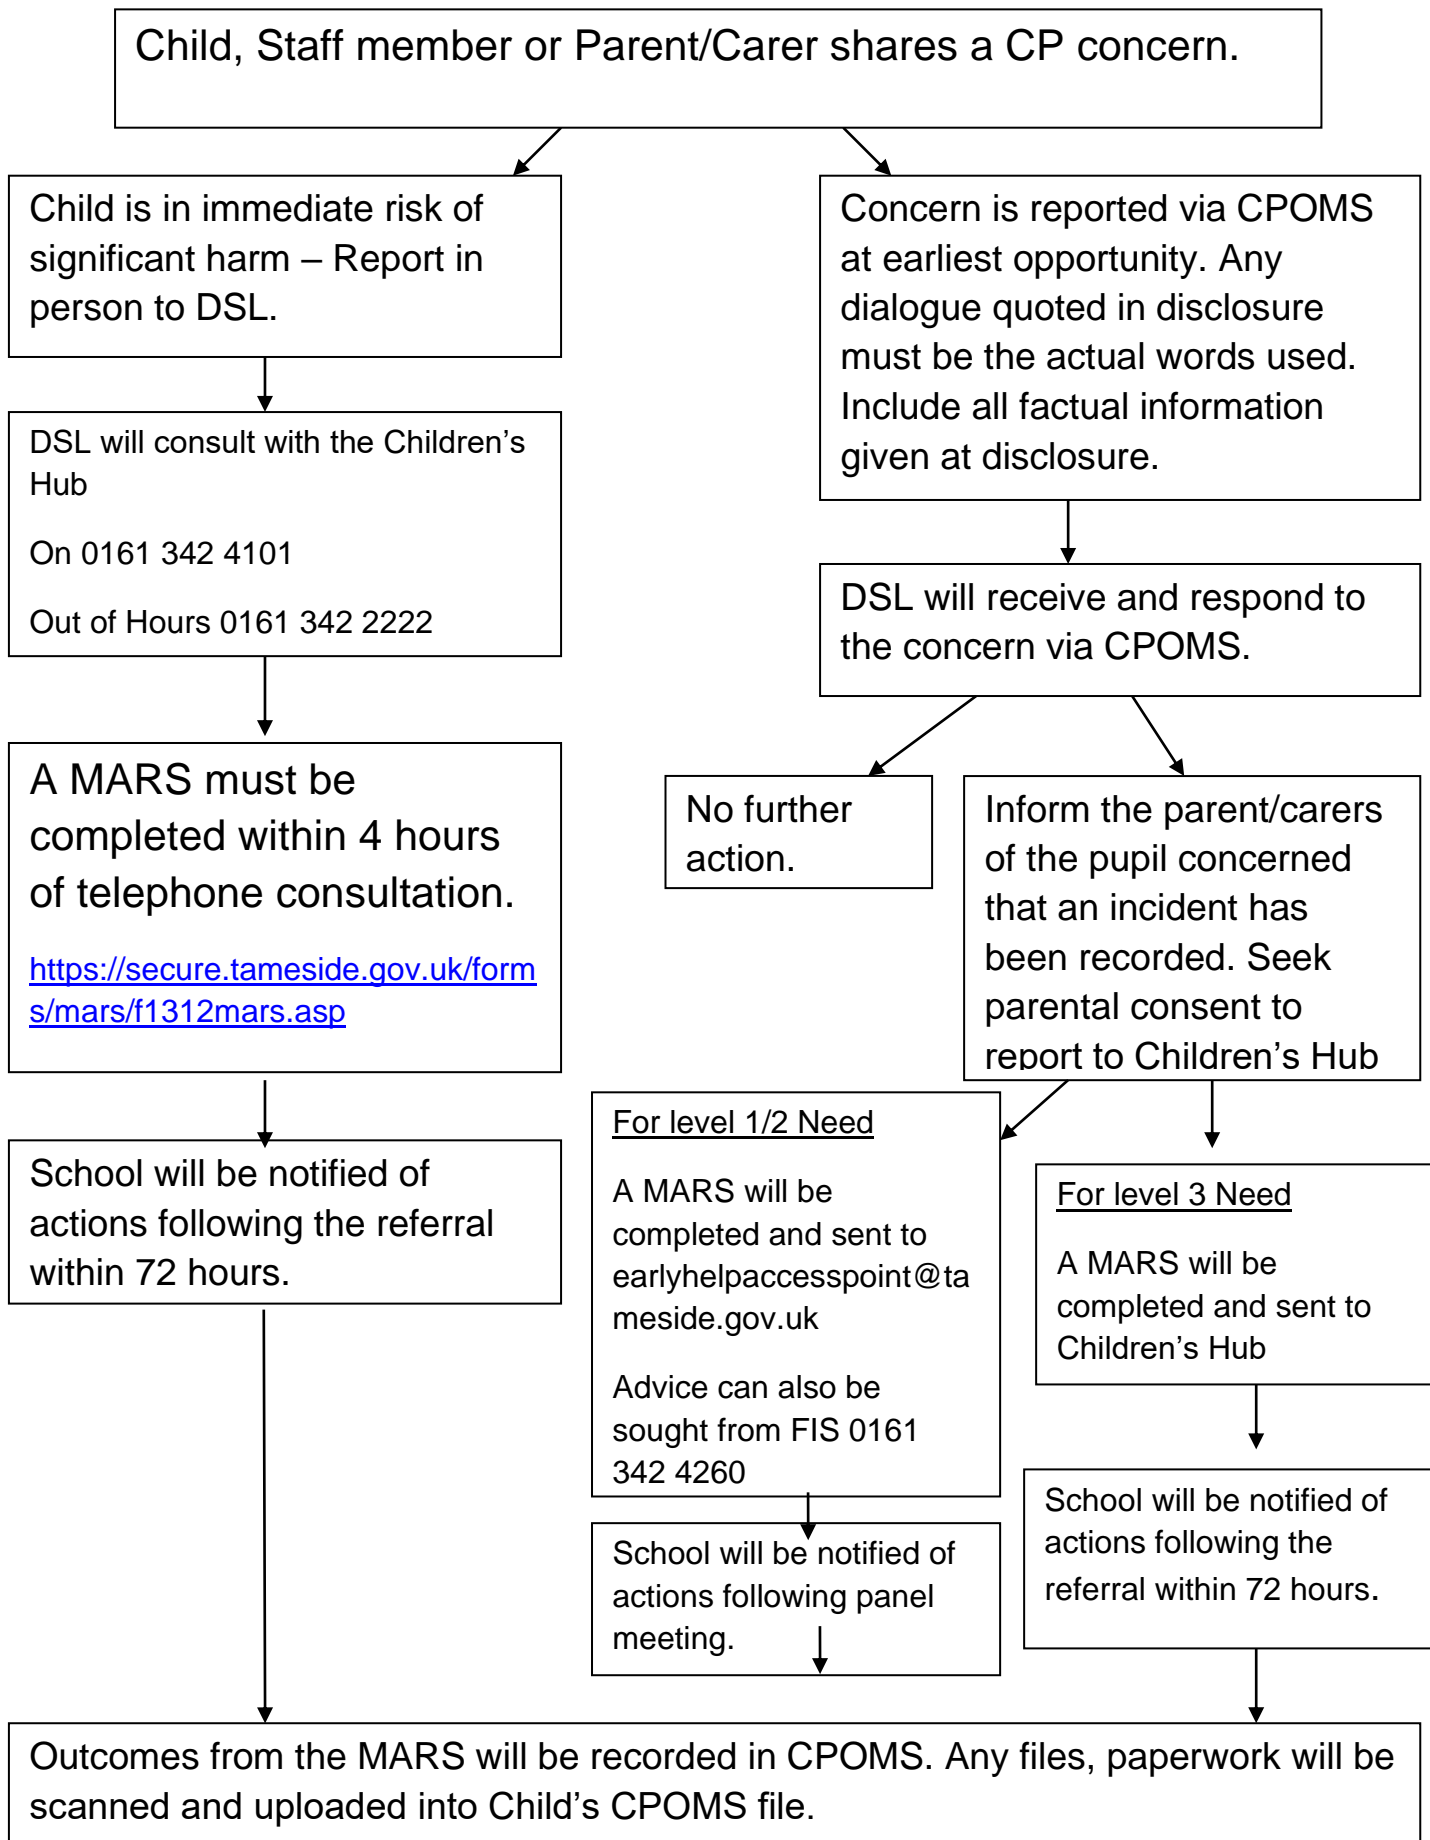 Child, Staff member or Parent/Carer shares a CP concern.
Child is in immediate risk of
significant harm – Report in
person to DSL.
DSL will consult with the Children’s
Hub
On 0161 342 4101
Out of Hours 0161 342 2222
A MARS must be
completed within 4 hours
of telephone consultation.
https://secure.tameside.gov.uk/form
s/mars/f1312mars.asp
School will be notified of
actions following the referral
within 72 hours.
Concern is reported via CPOMS
at earliest opportunity. Any
dialogue quoted in disclosure
must be the actual words used.
Include all factual information
given at disclosure.
DSL will receive and respond to
the concern via CPOMS.
No further
action.
Inform the parent/carers
of the pupil concerned
that an incident has
been recorded. Seek
parental consent to
report to Children’s Hub
For level 1/2 Need
A MARS will be
completed and sent to
earlyhelpaccesspoint@ta
meside.gov.uk
Advice can also be
sought from FIS 0161
342 4260
School will be notified of
actions following panel
meeting.
For level 3 Need
A MARS will be
completed and sent to
Children’s Hub
School will be notified of
actions following the
referral within 72 hours.
Outcomes from the MARS will be recorded in CPOMS. Any files, paperwork will be
scanned and uploaded into Child’s CPOMS file.